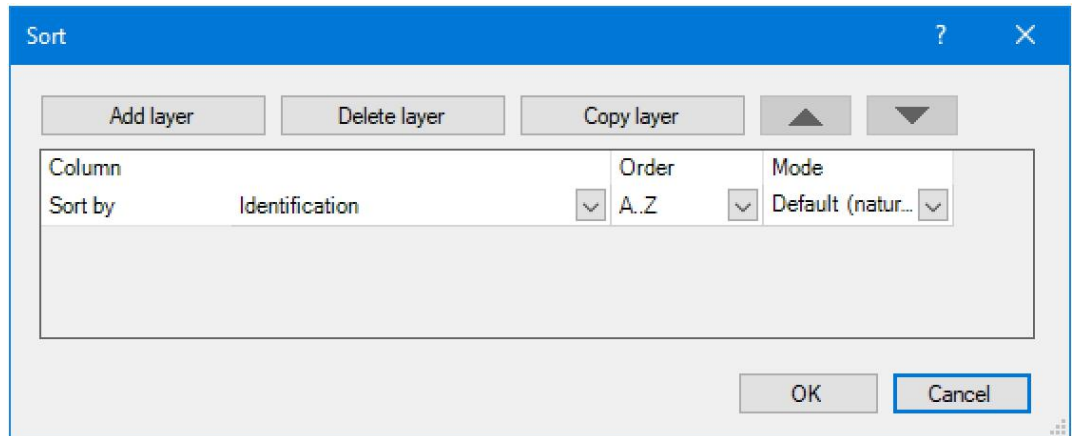 Sort ?
Add layer Delete layer Copy layer
Column Order Mode
Sort by Identification A..Z Default (natur...
OK Cancel